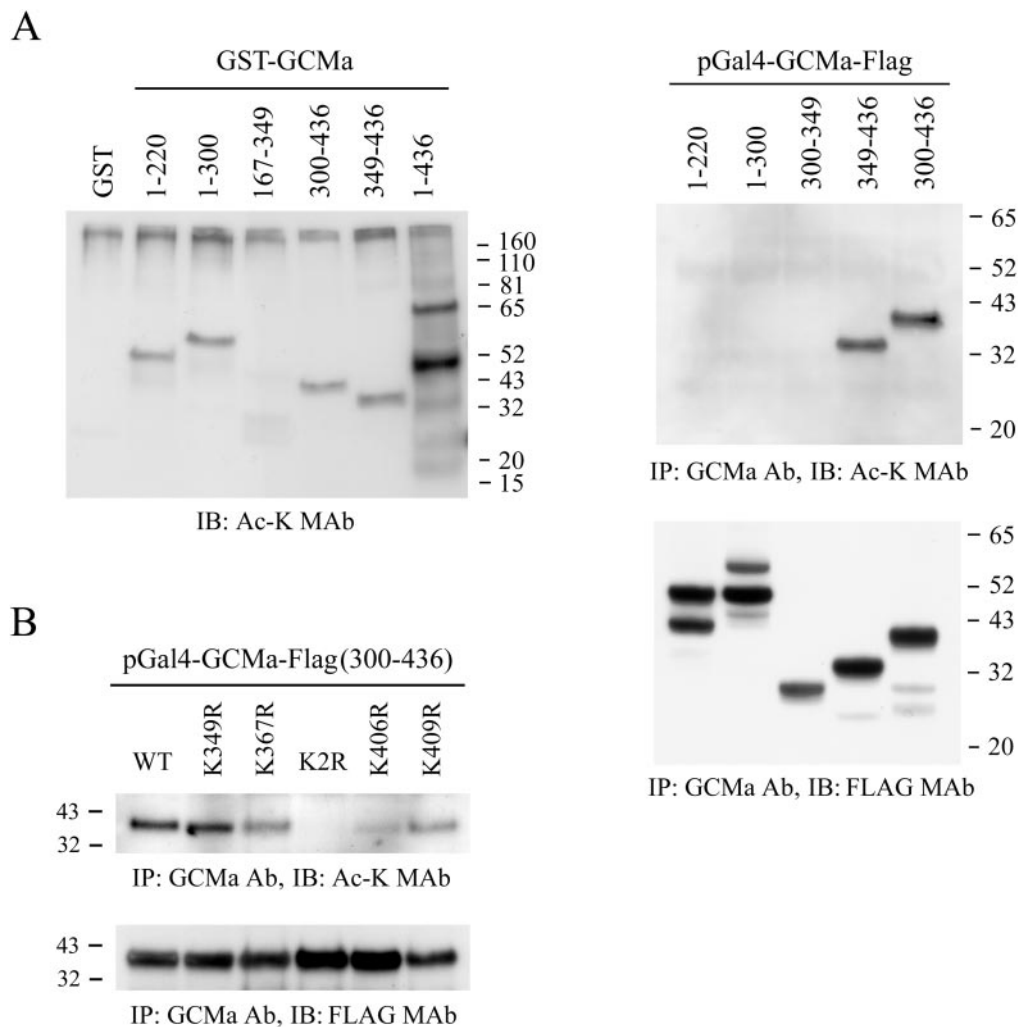 A
GST-GCMa
GST
1-220
1-300
167-349
300-436
349-436
1-436
160
110
81
65
52
43
32
20
15
IB: Ac-K MAb
pGal4-GCMa-Flag
1-220
1-300
300-349
349-436
300-436
65
52
43
32
20
IP: GCMa Ab, IB: Ac-K MAb
65
52
43
32
20
IP: GCMa Ab, IB: FLAG MAb
B
pGal4-GCMa-Flag(300-436)
WT
K349R
K367R
K2R
K406R
K409R
43
32
IP: GCMa Ab, IB: Ac-K MAb
43
32
IP: GCMa Ab, IB: FLAG MAb